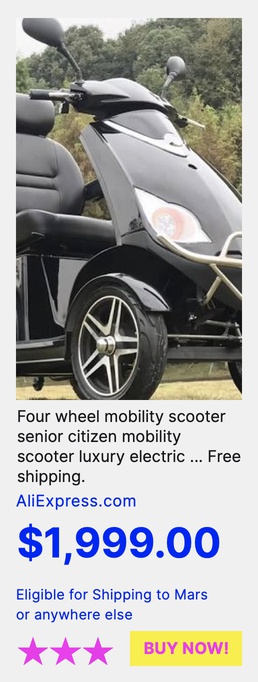 Four wheel mobility scooter
senior citizen mobility
scooter luxury electric ... Free
shipping.
AliExpress.com
$1,999.00
Eligible for Shipping to Mars
or anywhere else
BUY NOW!